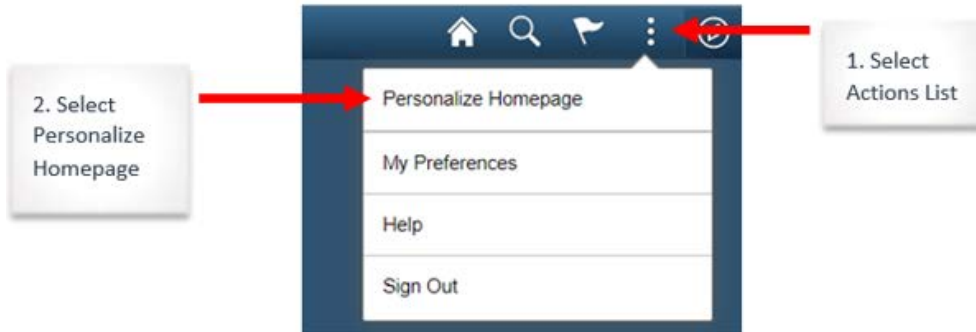 1. Select
Actions List
2. Select
Personalize
Homepage
Personalize Homepage
My Preferences
Help
Sign Out